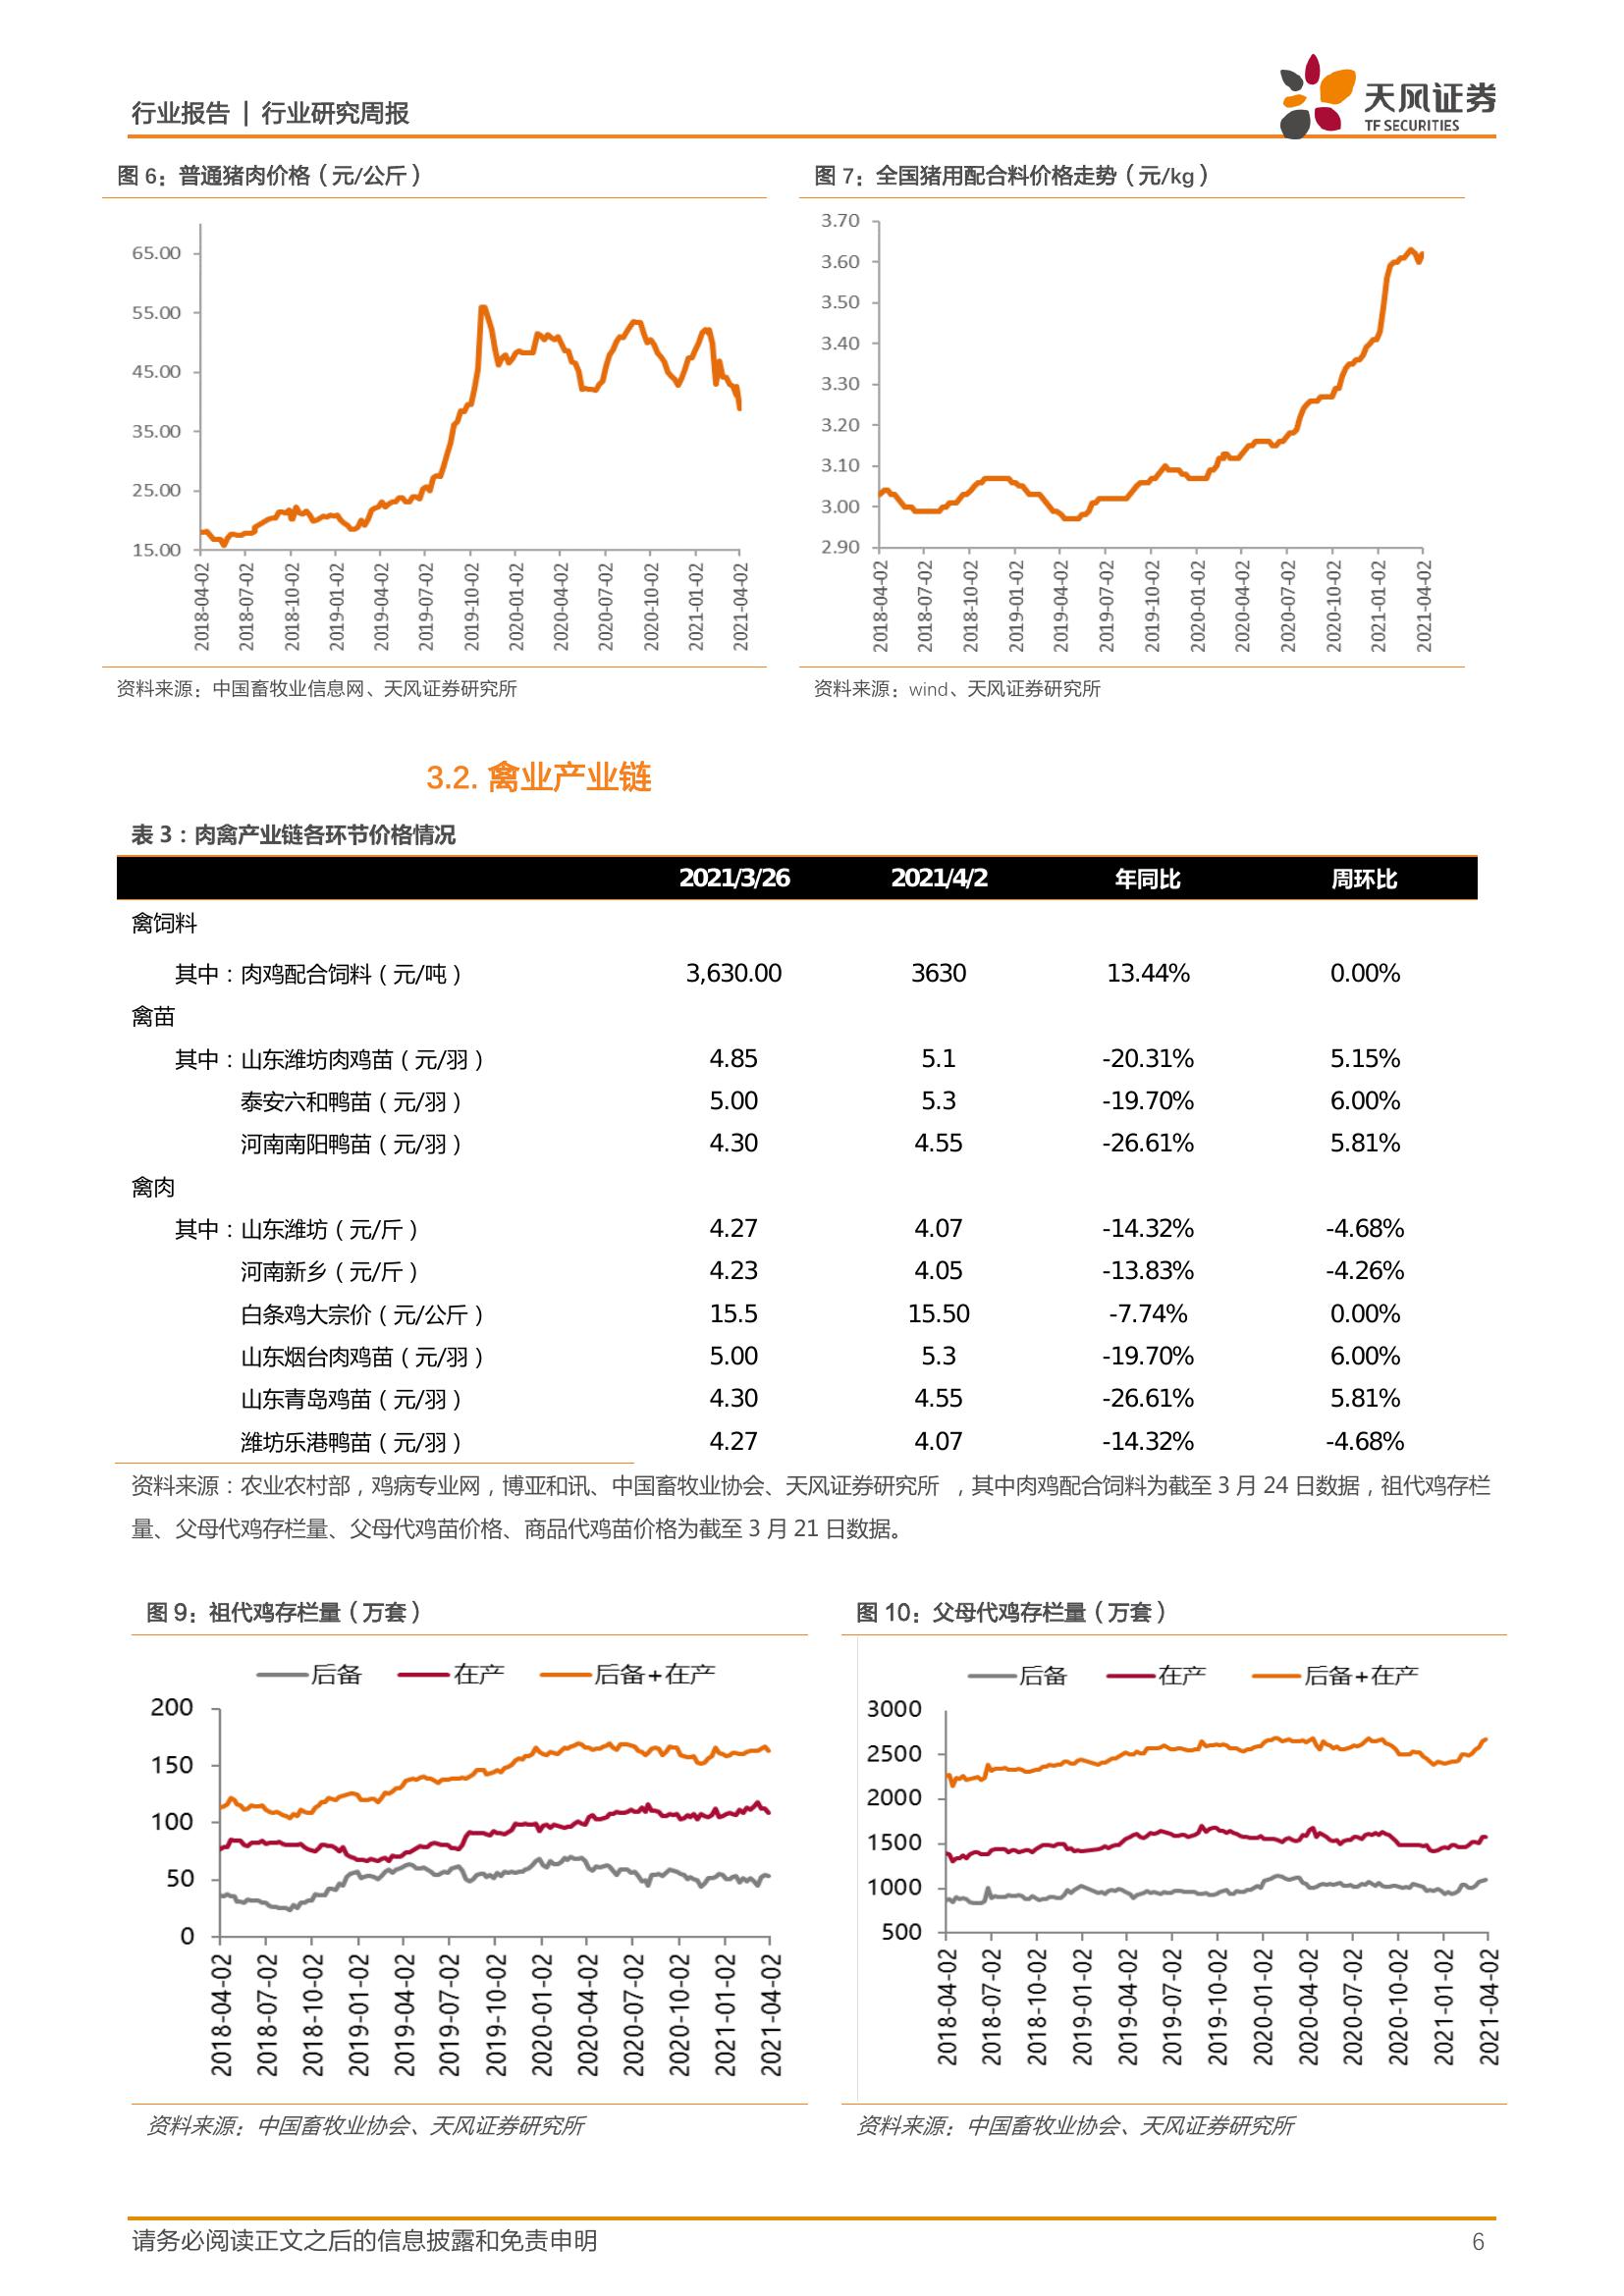 行业报告 | 行业研究周报
天风证券
TF SECURITIES
图 6：普通猪肉价格（元/公斤）
65.00
55.00
45.00
35.00
25.00
15.00
2018-04-02
2018-07-02
2018-10-02
2019-01-02
2019-04-02
2019-07-02
2019-10-02
2020-01-02
2020-04-02
2020-07-02
2020-10-02
2021-01-02
2021-04-02
资料来源：中国畜牧业信息网、天风证券研究所
图 7：全国猪用配合料价格走势（元/kg）
3.70
3.60
3.50
3.40
3.30
3.20
3.10
3.00
2.90
2018-04-02
2018-07-02
2018-10-02
2019-01-02
2019-04-02
2019-07-02
2019-10-02
2020-01-02
2020-04-02
2020-07-02
2020-10-02
2021-01-02
2021-04-02
资料来源：wind、天风证券研究所
3.2. 禽业产业链
表 3：肉禽产业链各环节价格情况
2021/3/26 2021/4/2 年同比 周环比
禽饲料
其中：肉鸡配合饲料（元/吨） 3,630.00 3630 13.44% 0.00%
禽苗
其中：山东潍坊肉鸡苗（元/羽） 4.85 5.1 -20.31% 5.15%
泰安六和鸭苗（元/羽） 5.00 5.3 -19.70% 6.00%
河南南阳鸭苗（元/羽） 4.30 4.55 -26.61% 5.81%
禽肉
其中：山东潍坊（元/斤） 4.27 4.07 -14.32% -4.68%
河南新乡（元/斤） 4.23 4.05 -13.83% -4.26%
白条鸡大宗价（元/公斤） 15.5 15.50 -7.74% 0.00%
山东烟台肉鸡苗（元/羽） 5.00 5.3 -19.70% 6.00%
山东青岛鸡苗（元/羽） 4.30 4.55 -26.61% 5.81%
潍坊乐港鸭苗（元/羽） 4.27 4.07 -14.32% -4.68%
资料来源：农业农村部，鸡病专业网，博亚和讯、中国畜牧业协会、天风证券研究所 ，其中肉鸡配合饲料为截至 3 月 24 日数据，祖代鸡存栏
量、父母代鸡存栏量、父母代鸡苗价格、商品代鸡苗价格为截至 3 月 21 日数据。
图 9：祖代鸡存栏量（万套）
后备 在产 后备+在产
200
150
100
50
0
2018-04-02
2018-07-02
2018-10-02
2019-01-02
2019-04-02
2019-07-02
2019-10-02
2020-01-02
2020-04-02
2020-07-02
2020-10-02
2021-01-02
2021-04-02
资料来源：中国畜牧业协会、天风证券研究所
图 10：父母代鸡存栏量（万套）
后备 在产 后备+在产
3000
2500
2000
1500
1000
500
2018-04-02
2018-07-02
2018-10-02
2019-01-02
2019-04-02
2019-07-02
2019-10-02
2020-01-02
2020-04-02
2020-07-02
2020-10-02
2021-01-02
2021-04-02
资料来源：中国畜牧业协会、天风证券研究所
请务必阅读正文之后的信息披露和免责申明
6